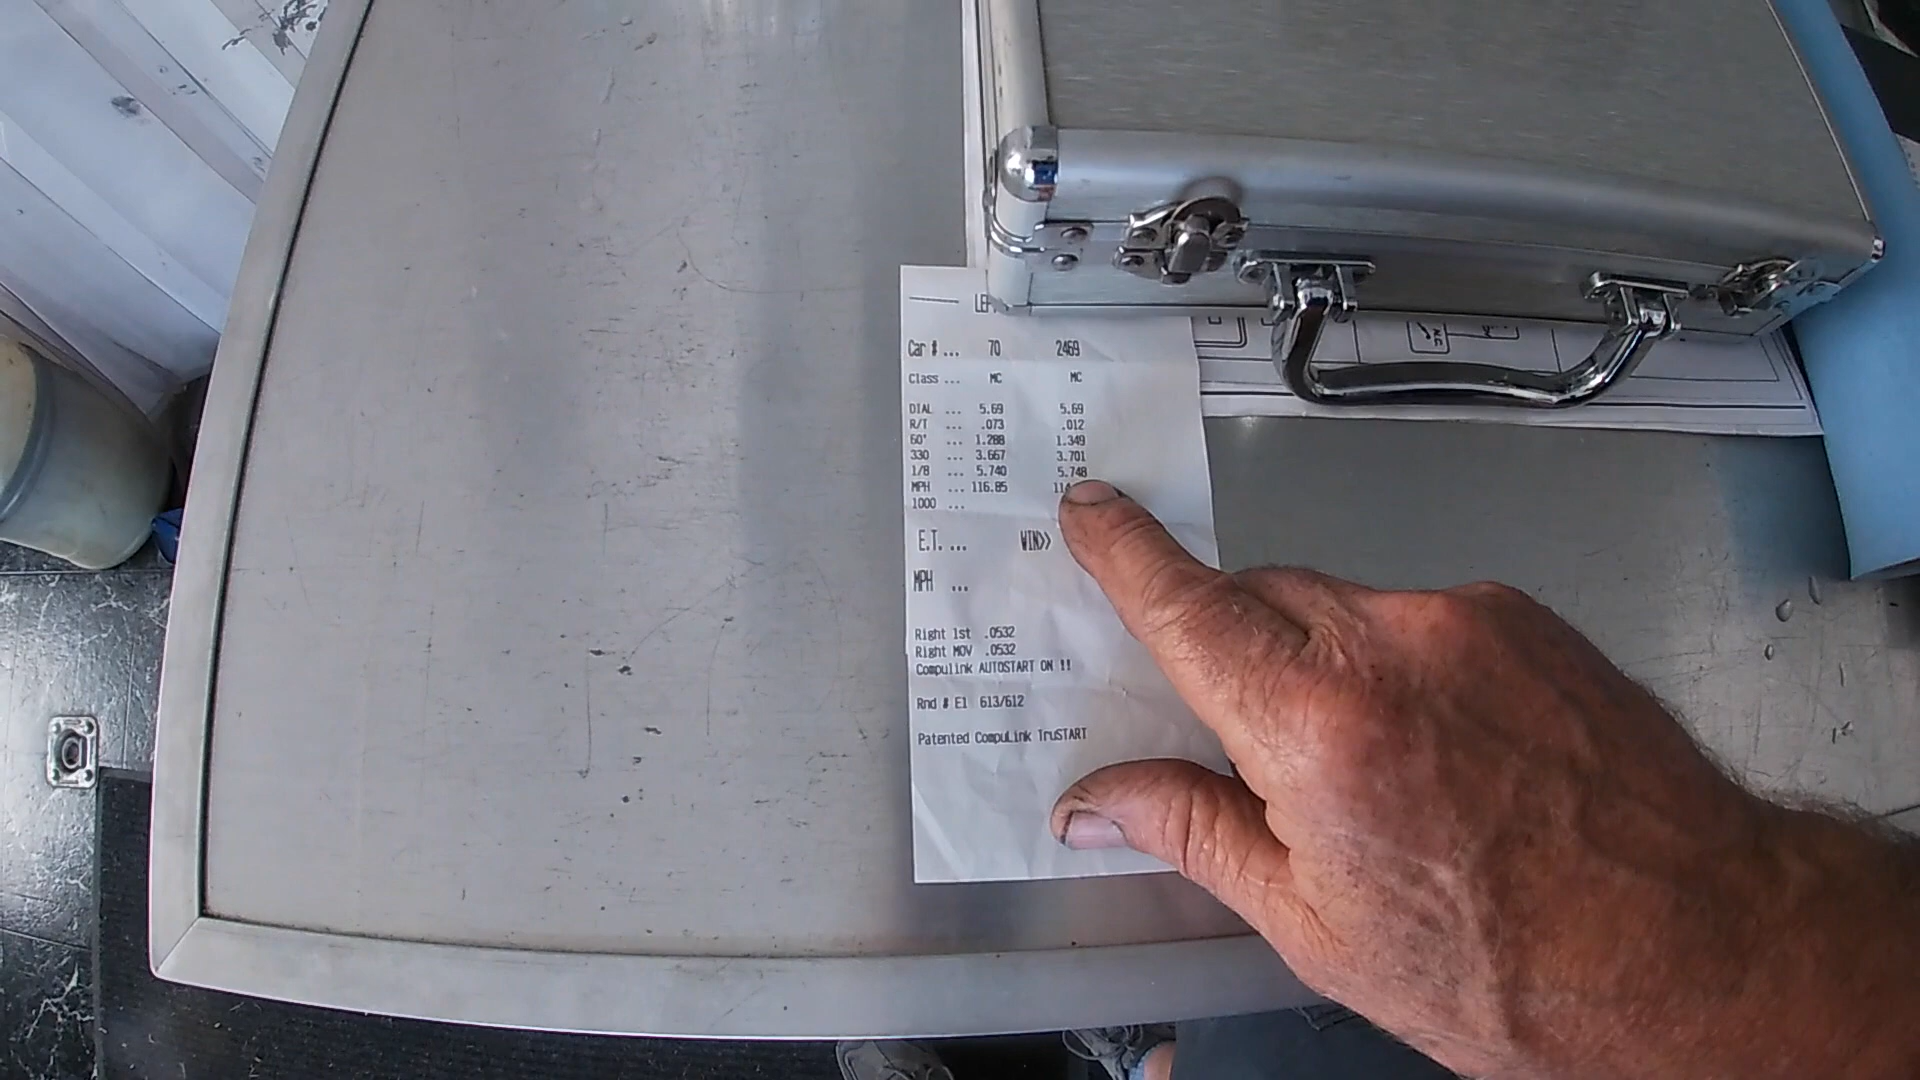 Car # ... 70 2469
Class ... MC MC
DIAL ... 5.69 5.69
R/T ... .073 .012
60' ... 1.288 1.349
330 ... 3.667 3.701
1/8 ... 5.740 5.748
MPH ... 116.85
1000 ...
E.T. ... WIN>>
MPH ...
Right 1st .0532
Right MOV .0532
Compulink AUTOSTART ON !!
Rnd # E1 613/612
Patented CompuLink TruSTART